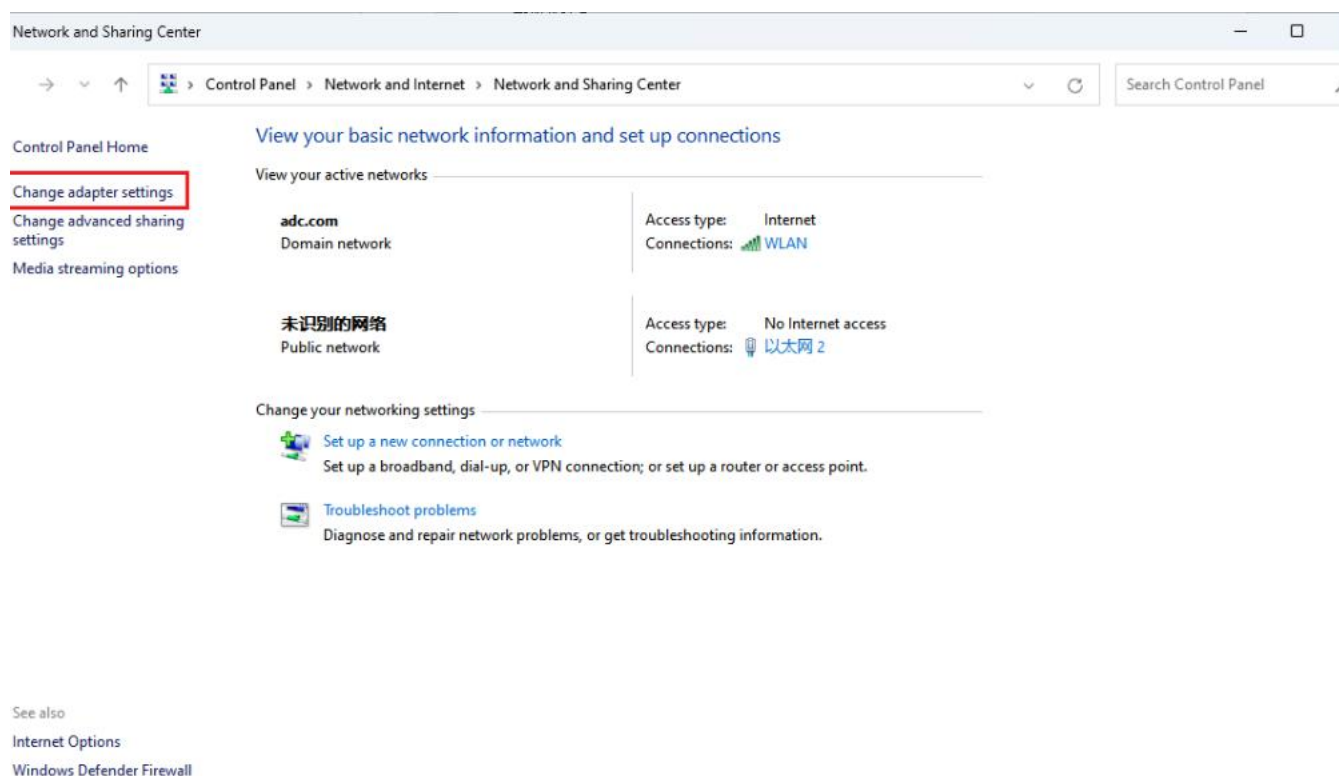 Network and Sharing Center
Control Panel > Network and Internet > Network and Sharing Center
Search Control Panel
Control Panel Home
Change adapter settings
Change advanced sharing
settings
Media streaming options
View your basic network information and set up connections
View your active networks
adc.com
Domain network
Access type: Internet
Connections: WLAN
未识别的网络
Public network
Access type: No Internet access
Connections: 以太网 2
Change your networking settings
Set up a new connection or network
Set up a broadband, dial-up, or VPN connection; or set up a router or access point.
Troubleshoot problems
Diagnose and repair network problems, or get troubleshooting information.
See also
Internet Options
Windows Defender Firewall